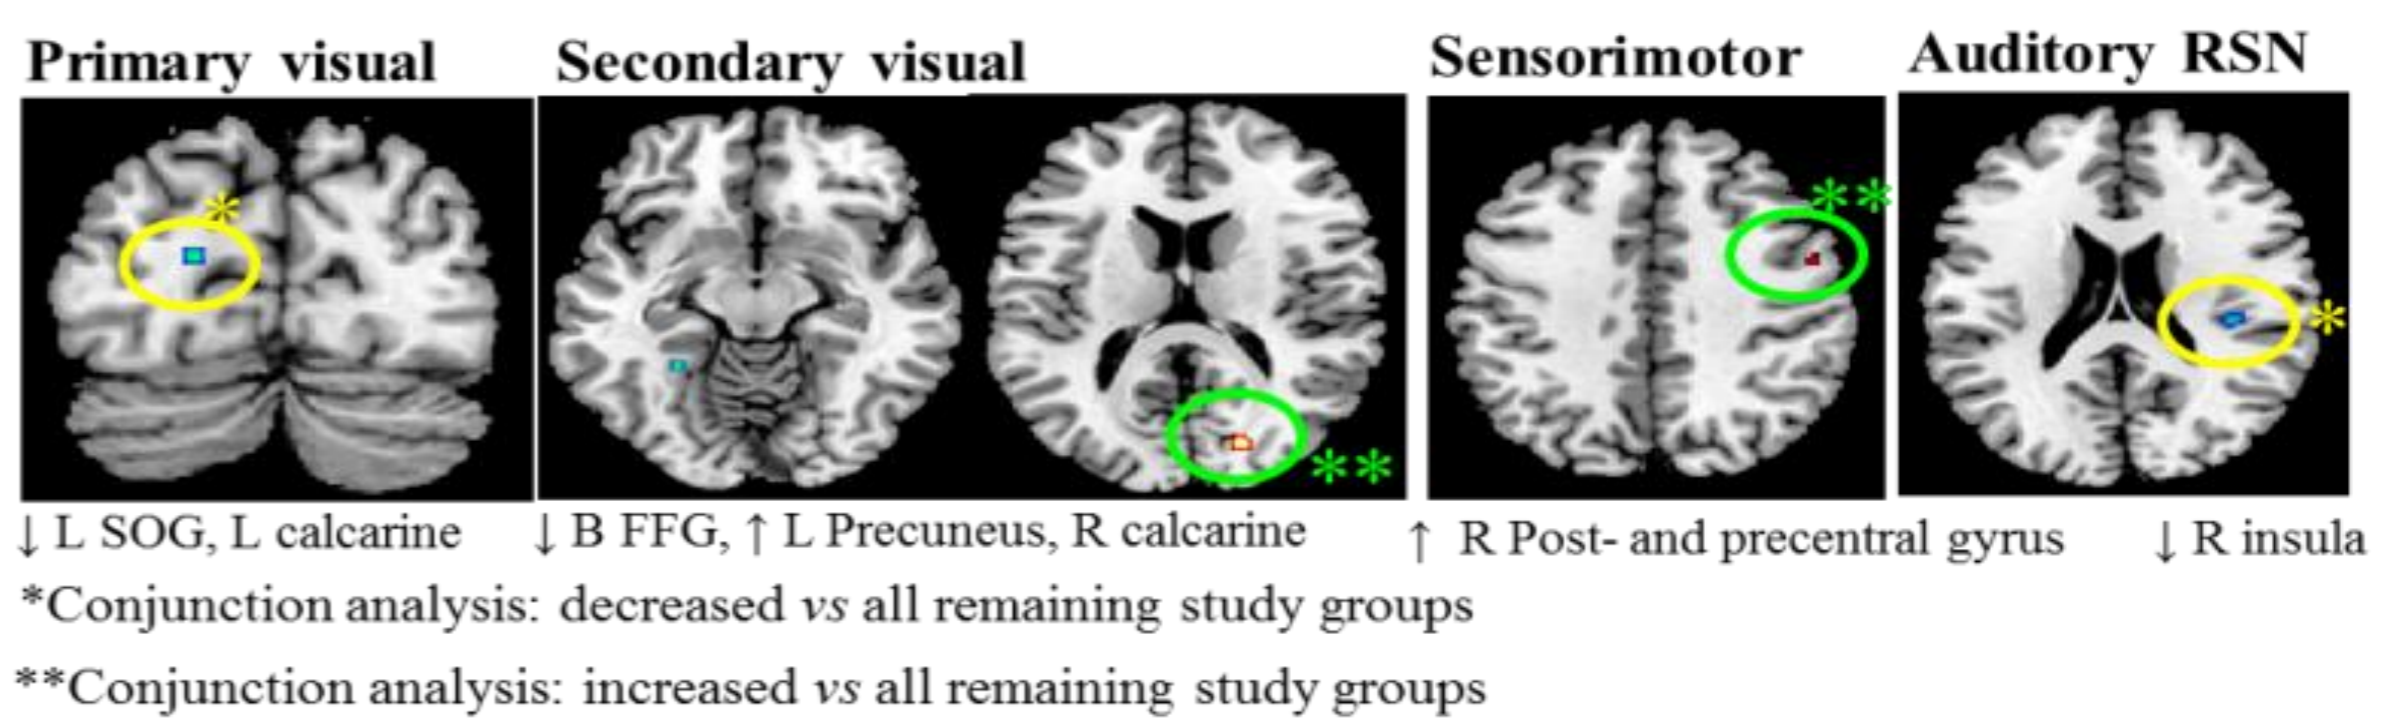 Primary visual
Secondary visual
Sensorimotor
Auditory RSN
*
**
**
*
↓ L SOG, L calcarine
↓ B FFG, ↑ L Precuneus, R calcarine
↑ R Post- and precentral gyrus
↓ R insula
*Conjunction analysis: decreased vs all remaining study groups
**Conjunction analysis: increased vs all remaining study groups